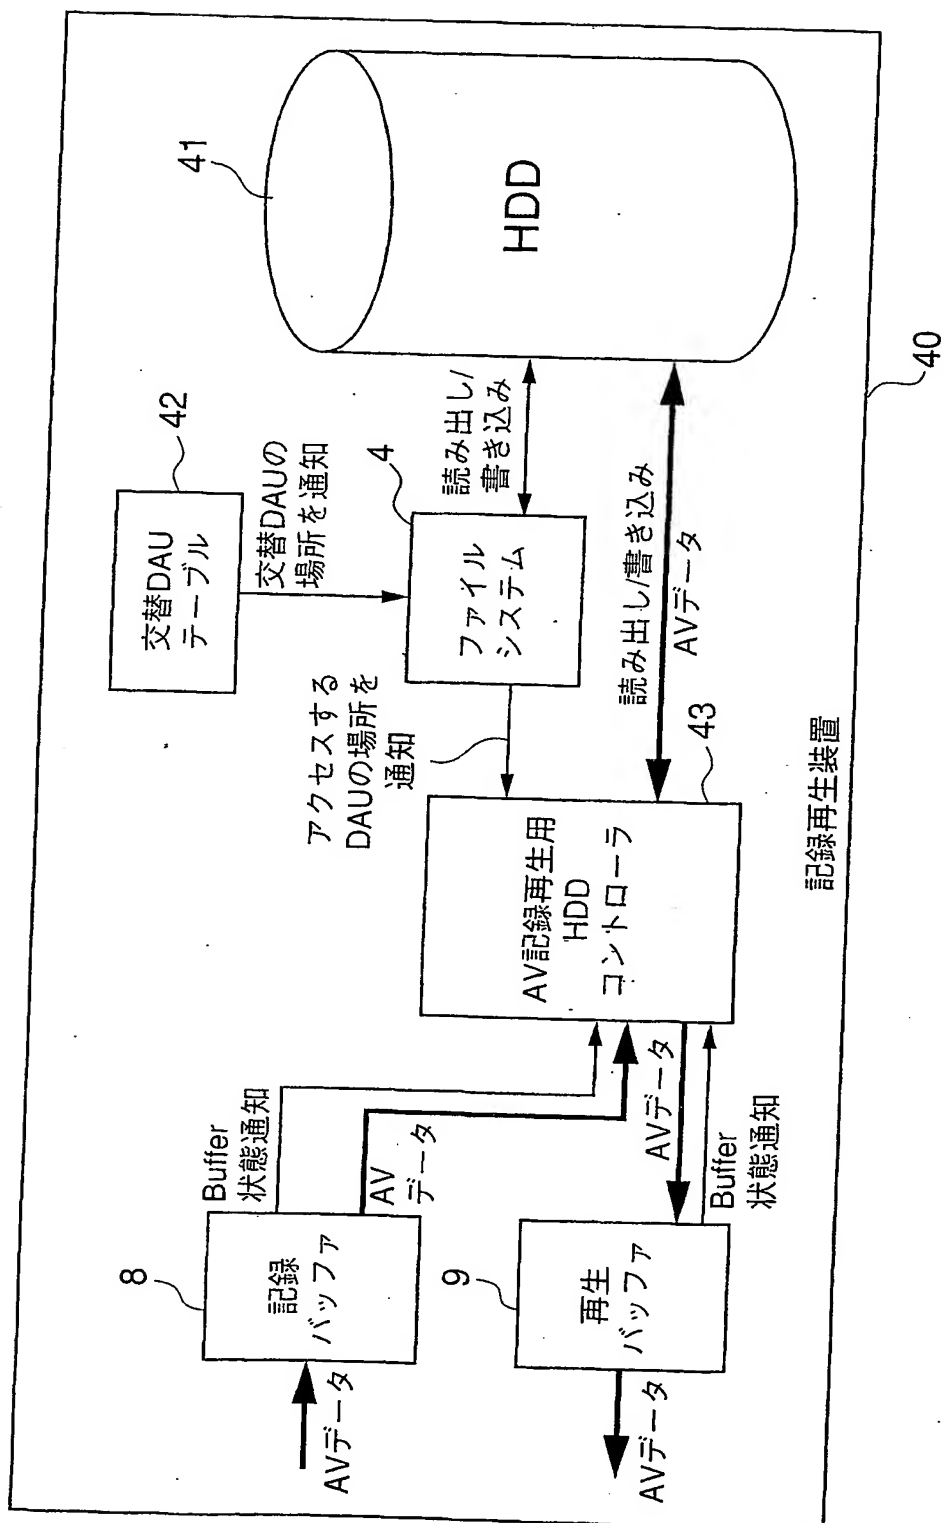 41
HDD
42
交替DAU
テーブル
交替DAUの
場所を通知
4
ファイル
システム
読み出し/
書き込み
アクセスする
DAUの場所を
通知
読み出し/書き込み
AVデータ
43
AV記録再生用
HDD
コントローラ
8
記録
バッファ
Buffer
状態通知
AV
データ
AVデータ
9
再生
バッファ
AVデータ
Buffer
状態通知
AVデータ
記録再生装置
40